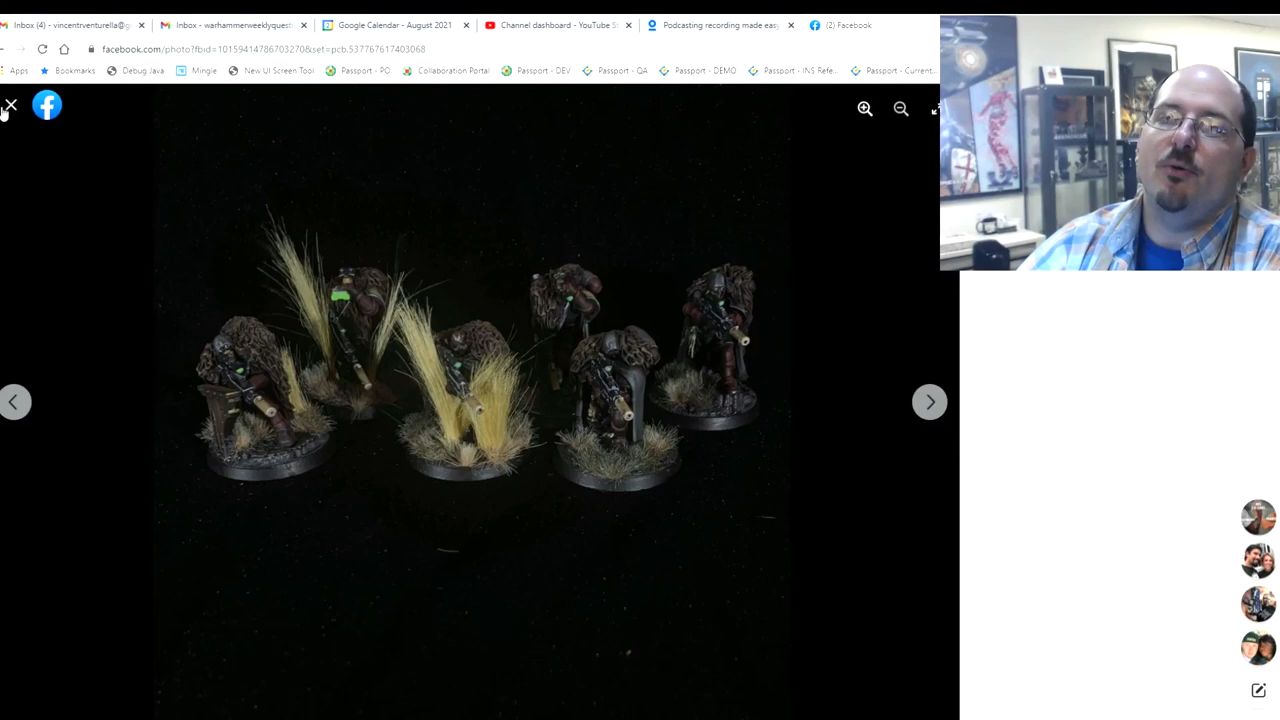 Inbox (4) - vincentrventurella@g
Inbox - warhammerweeklyquest
Google Calendar - August 2021
Channel dashboard - YouTube St
Podcasting recording made easy
(2) Facebook
facebook.com/photo?fbid=10159414786703270&set=pcb.537767617403068
Apps
Bookmarks
Debug Java
Mingle
New UI Screen Tool
Passport - PO
Collaboration Portal
Passport - DEV
Passport - QA
Passport - DEMO
Passport - INS Refe...
Passport - Current...